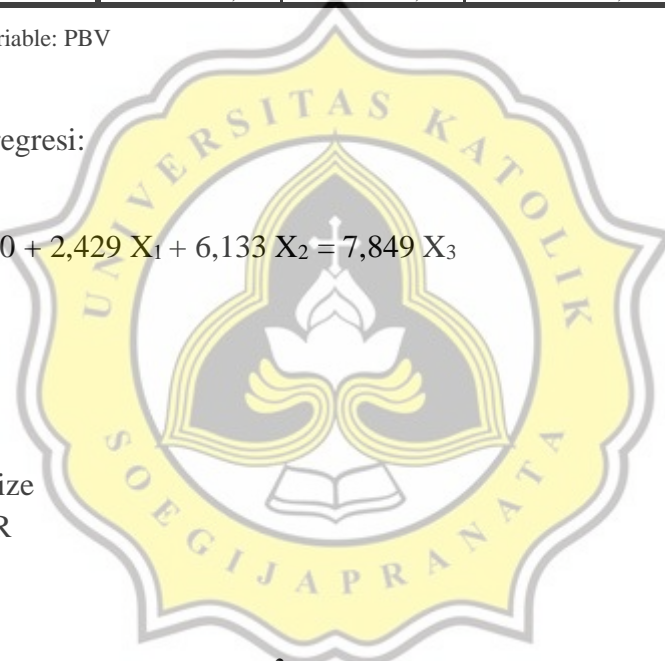 riable: PBV
egresi:
0 + 2,429 X₁ + 6,133 X₂ = 7,849 X₃
ize
R
UNIVERSITAS KATOLIK
SOEGIJAPRANATA